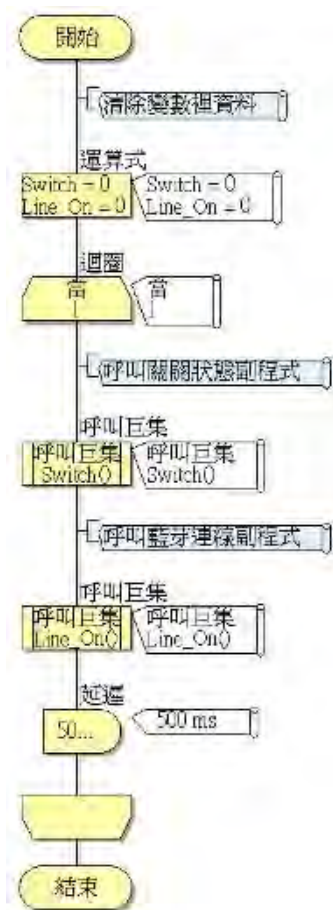 開始
清除變數裡資料
運算式
Switch = 0
Line_On = 0
Switch = 0
Line_On = 0
迴圈
當
1
當
1
呼叫開關狀態副程式
呼叫巨集
呼叫巨集
Switch()
呼叫巨集
Switch()
呼叫藍芽連線副程式
呼叫巨集
呼叫巨集
Line_On()
呼叫巨集
Line_On()
延遲
50...
500 ms
結束